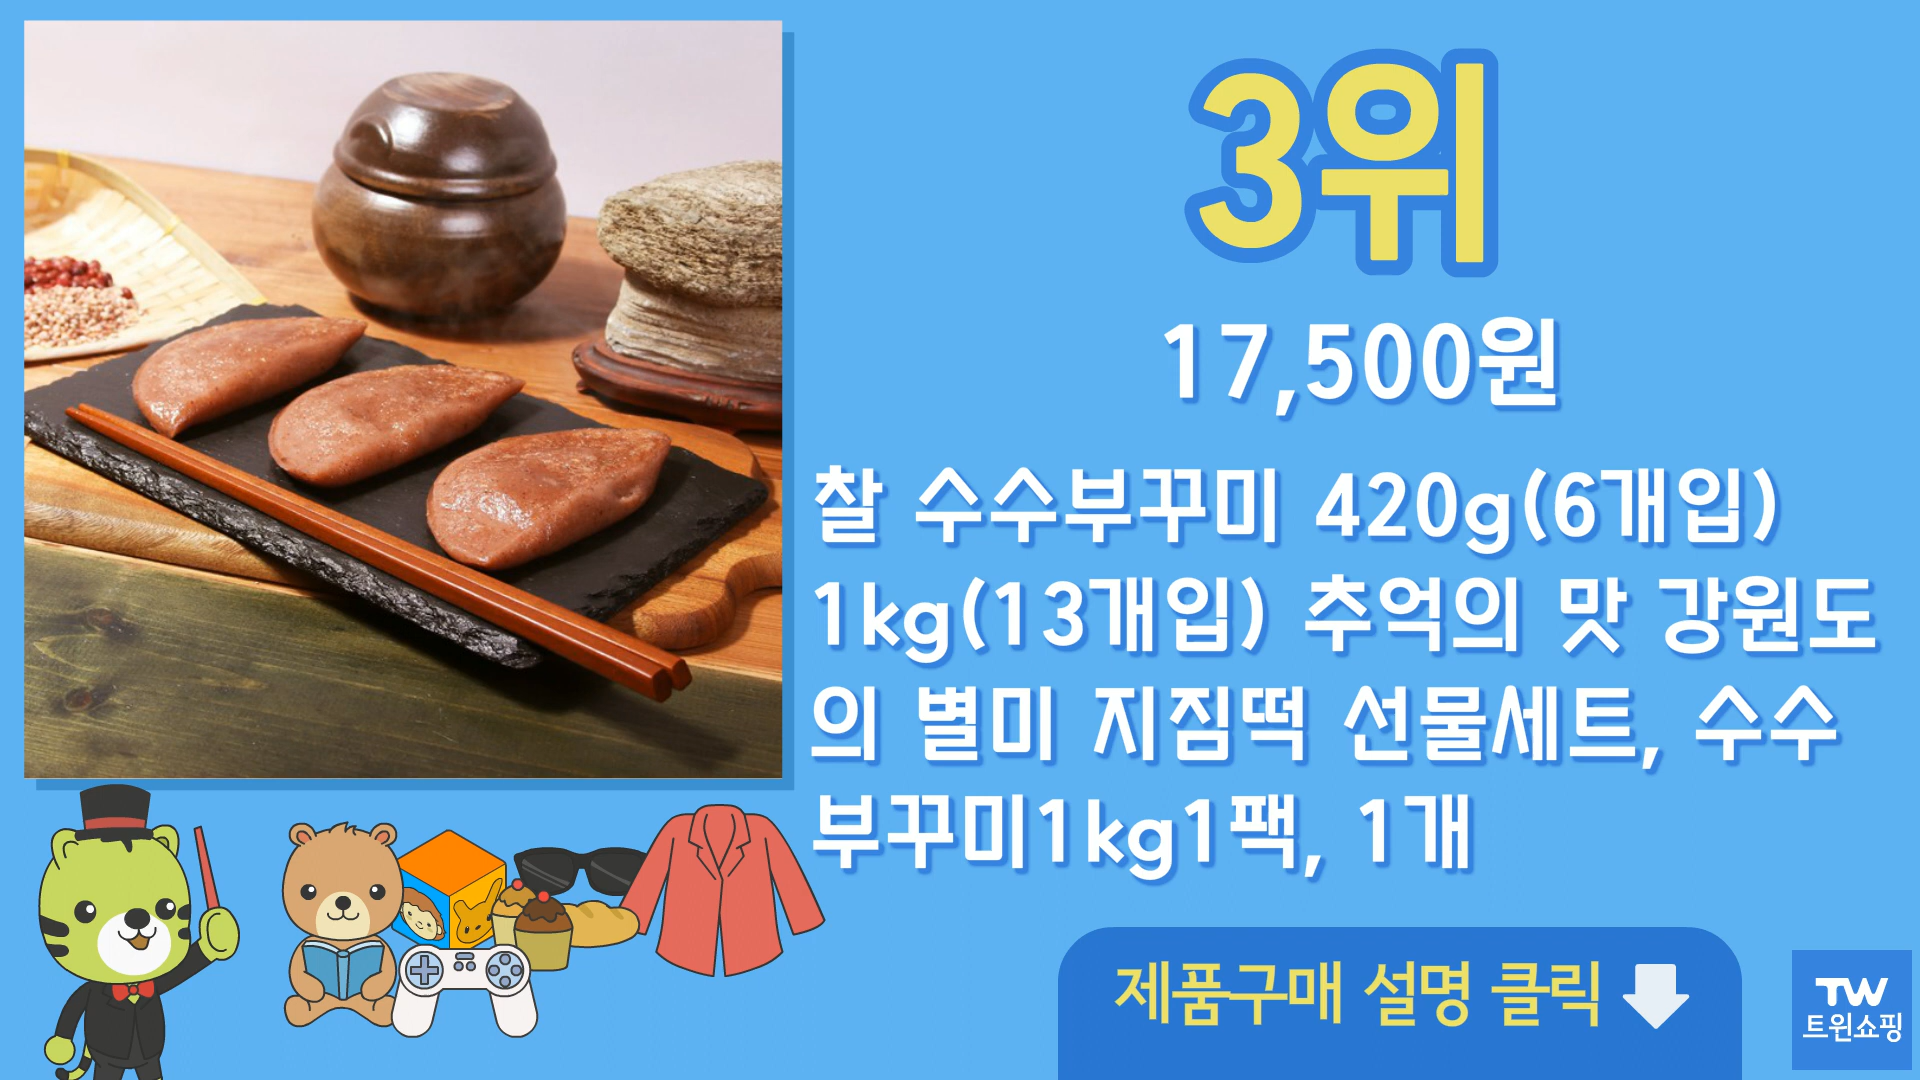 3위
17,500원
찰 수수부꾸미 420g(6개입)
1kg(13개입) 추억의 맛 강원도
의 별미 지짐떡 선물세트, 수수
부꾸미1kg1팩, 1개
제품구매 설명 클릭
TW
트윈쇼핑